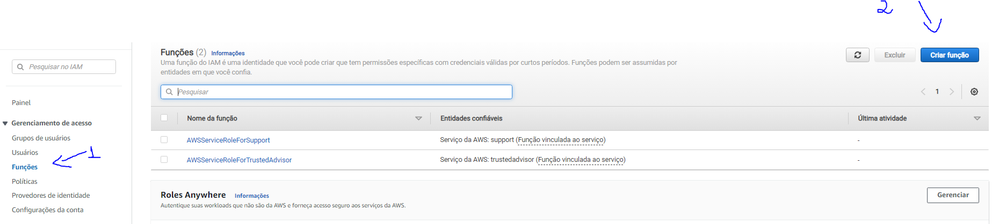 2
Pesquisar no IAM
Painel
Gerenciamento de acesso
Grupos de usuários
Usuários
1
Funções
Políticas
Provedores de identidade
Configurações da conta
Funções (2) Informações
Uma função do IAM é uma identidade que você pode criar que tem permissões específicas com credenciais válidas por curtos períodos. Funções podem ser assumidas por
entidades em que você confia.
Excluir
Criar função
Pesquisar
1
Nome da função Entidades confiáveis Última atividade
AWSServiceRoleForSupport Serviço da AWS: support (Função vinculada ao serviço) -
AWSServiceRoleForTrustedAdvisor Serviço da AWS: trustedadvisor (Função vinculada ao serviço) -
Roles Anywhere Informações
Autentique suas workloads que não são da AWS e forneça acesso seguro aos serviços da AWS.
Gerenciar